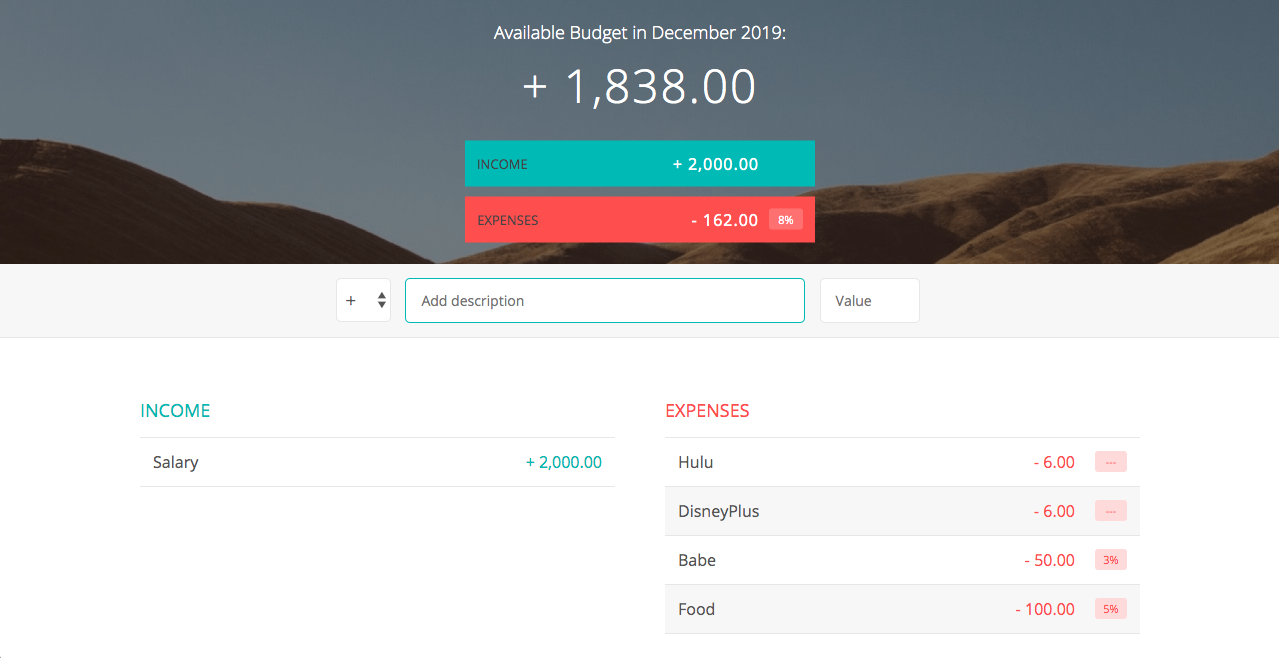 Available Budget in December 2019:
+ 1,838.00
INCOME + 2,000.00
EXPENSES - 162.00 8%
+ Add description Value
INCOME
Salary + 2,000.00
EXPENSES
Hulu - 6.00 ---
DisneyPlus - 6.00 ---
Babe - 50.00 3%
Food - 100.00 5%